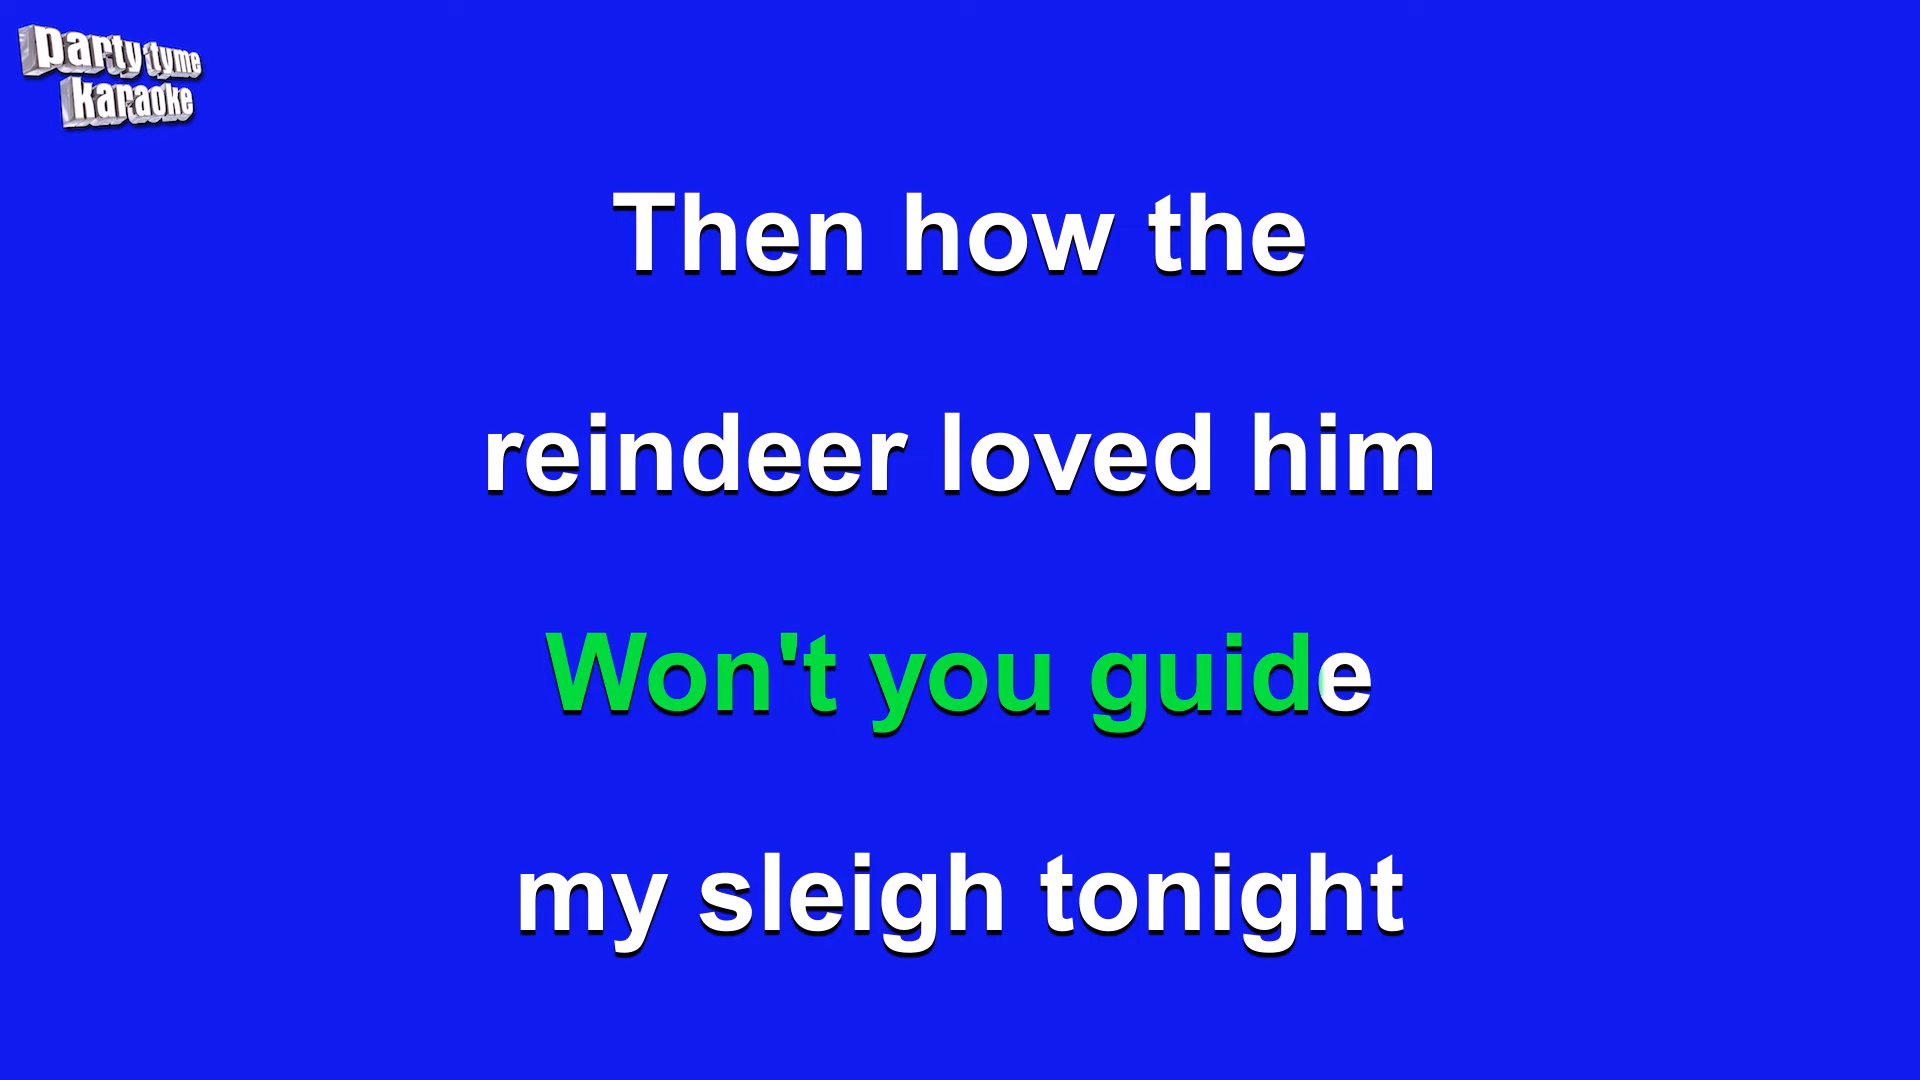 party tyme
karaoke
Then how the
reindeer loved him
Won't you guide
my sleigh tonight